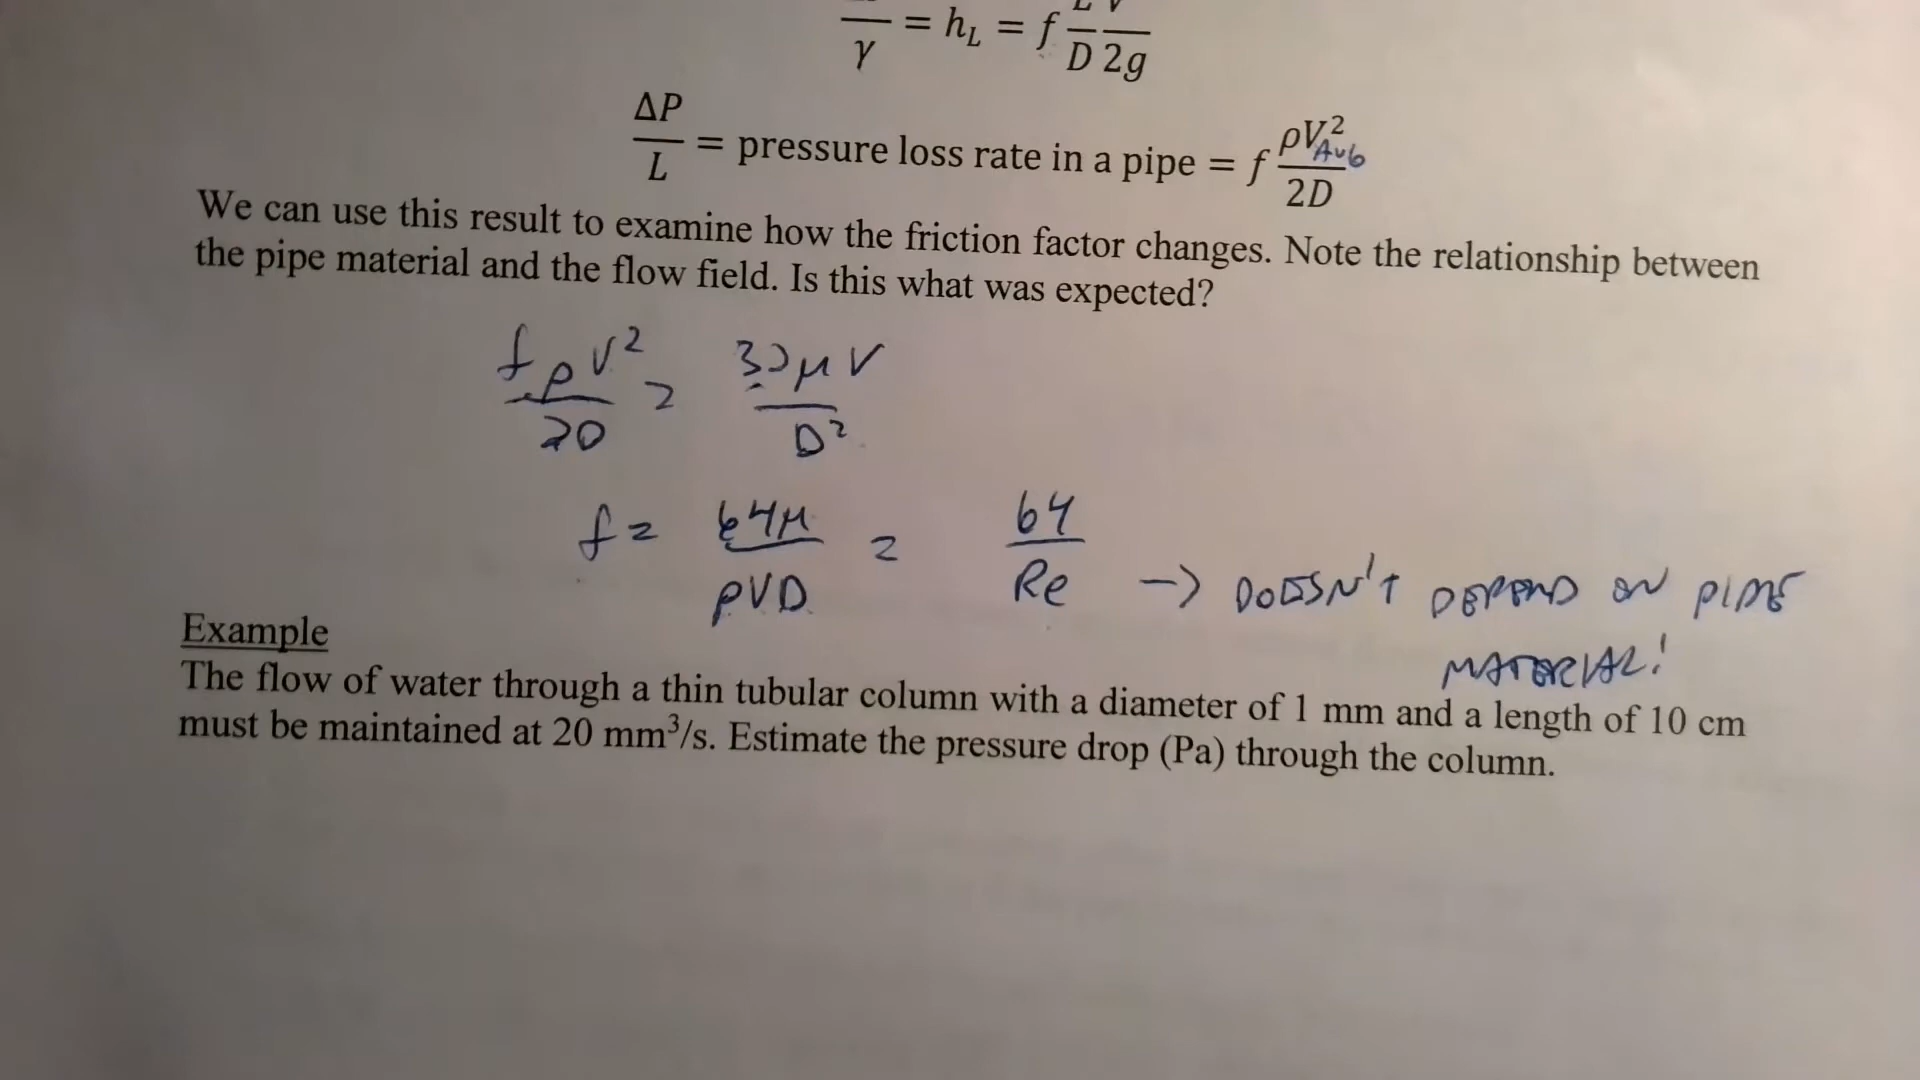 ― = h_L = f L V
γ D 2g
ΔP
― = pressure loss rate in a pipe = f ρV²AVG
L 2D
We can use this result to examine how the friction factor changes. Note the relationship between
the pipe material and the flow field. Is this what was expected?
fρV² = 32μV
2D D²
f = 64μ = 64
ρVD Re → DOESN'T DEPEND ON PIPE
MATERIAL!
Example
The flow of water through a thin tubular column with a diameter of 1 mm and a length of 10 cm
must be maintained at 20 mm³/s. Estimate the pressure drop (Pa) through the column.